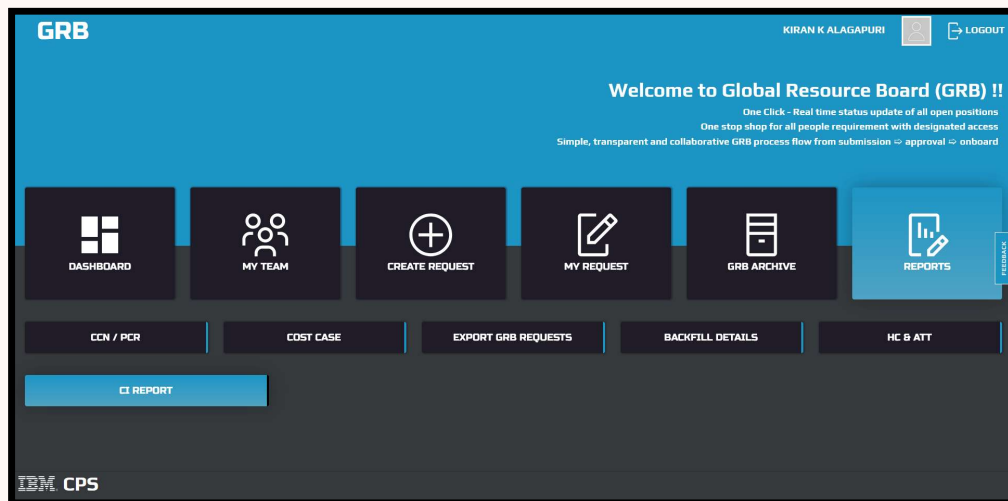 GRB
KIRAN K ALAGAPURI
LOGOUT
Welcome to Global Resource Board (GRB) !!
One Click - Real time status update of all open positions
One stop shop for all people requirement with designated access
Simple, transparent and collaborative GRB process flow from submission ⇨ approval ⇨ onboard
DASHBOARD
MY TEAM
CREATE REQUEST
MY REQUEST
GRB ARCHIVE
REPORTS
FEEDBACK
CCN / PCR
COST CASE
EXPORT GRB REQUESTS
BACKFILL DETAILS
HC & ATT
CI REPORT
IBM CPS